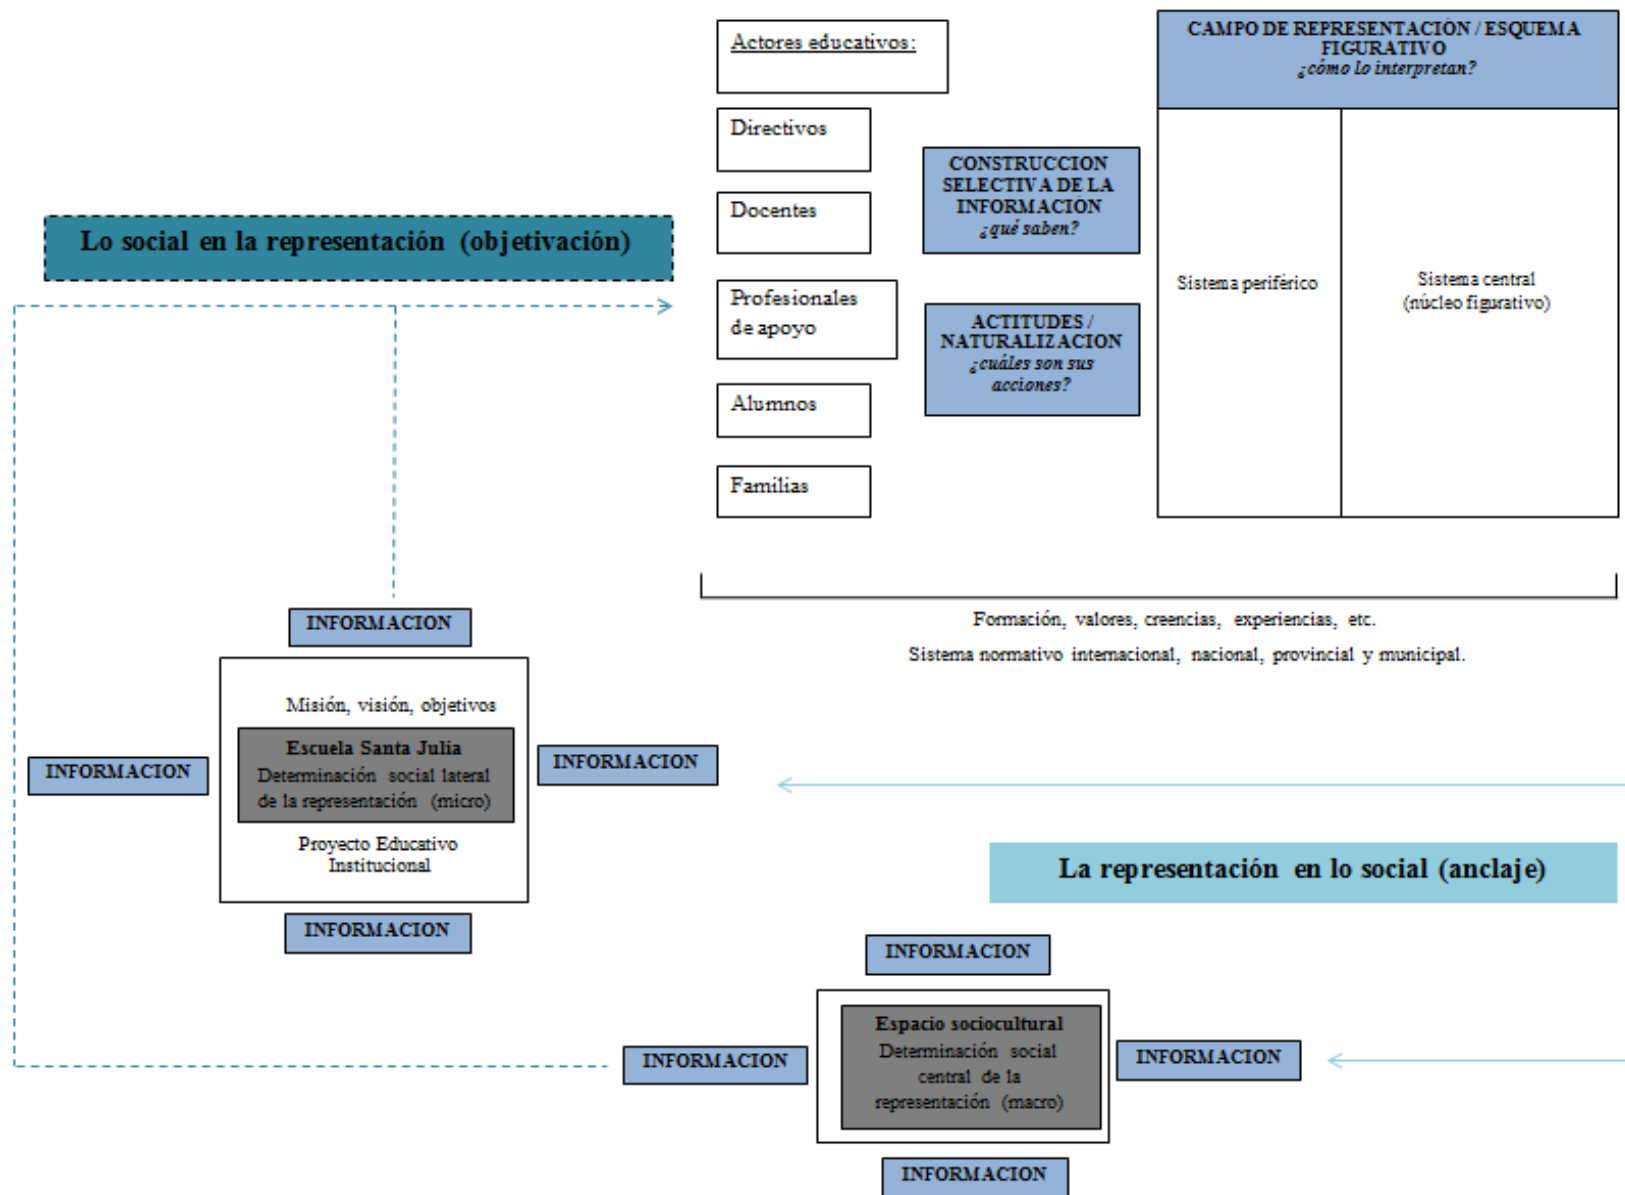 Actores educativos:
CAMPO DE REPRESENTACIÓN / ESQUEMA
FIGURATIVO
¿cómo lo interpretan?
Directivos
Docentes
Profesionales
de apoyo
Alumnos
Familias
CONSTRUCCION
SELECTIVA DE LA
INFORMACIÓN
¿qué saben?
ACTITUDES /
NATURALIZACION
¿cuáles son sus
acciones?
Sistema periférico
Sistema central
(núcleo figurativo)
Lo social en la representación (objetivación)
Formación, valores, creencias, experiencias, etc.
Sistema normativo internacional, nacional, provincial y municipal.
INFORMACION
Misión, visión, objetivos
INFORMACION
Escuela Santa Julia
Determinación social lateral
de la representación (micro)
INFORMACION
Proyecto Educativo
Institucional
INFORMACION
La representación en lo social (anclaje)
INFORMACION
INFORMACION
Espacio sociocultural
Determinación social
central de la
representación (macro)
INFORMACION
INFORMACION